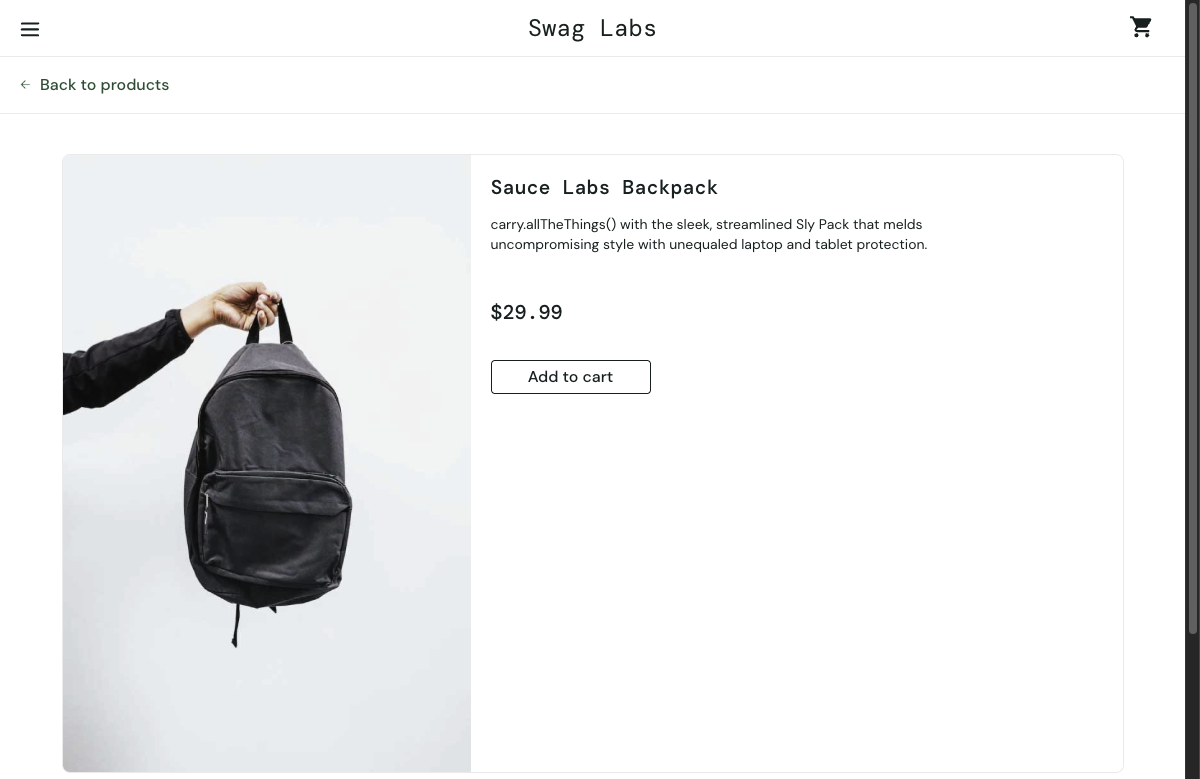 Swag Labs
Back to products
Sauce Labs Backpack
carry.allTheThings() with the sleek, streamlined Sly Pack that melds
uncompromising style with unequaled laptop and tablet protection.
$29.99
Add to cart